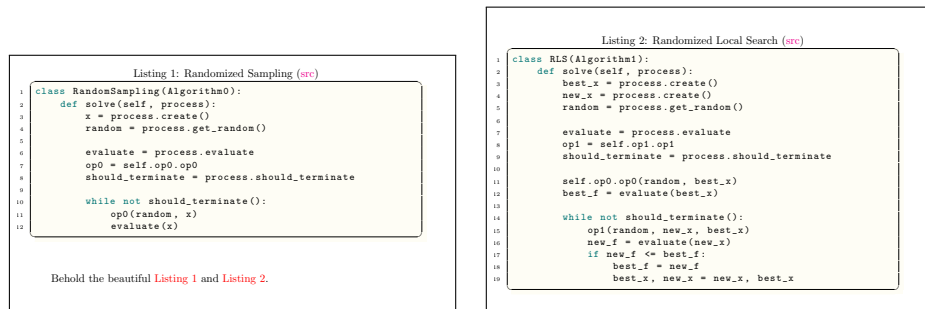 Listing 1: Randomized Sampling (src)
1 class RandomSampling(Algorithm0):
2     def solve(self, process):
3         x = process.create()
4         random = process.get_random()
5
6         evaluate = process.evaluate
7         op0 = self.op0.op0
8         should_terminate = process.should_terminate
9
10         while not should_terminate():
11             op0(random, x)
12             evaluate(x)
Behold the beautiful Listing 1 and Listing 2.
Listing 2: Randomized Local Search (src)
1 class RLS(Algorithm1):
2     def solve(self, process):
3         best_x = process.create()
4         new_x = process.create()
5         random = process.get_random()
6
7         evaluate = process.evaluate
8         op1 = self.op1.op1
9         should_terminate = process.should_terminate
10
11         self.op0.op0(random, best_x)
12         best_f = evaluate(best_x)
13
14         while not should_terminate():
15             op1(random, new_x, best_x)
16             new_f = evaluate(new_x)
17             if new_f <= best_f:
18                 best_f = new_f
19                 best_x, new_x = new_x, best_x